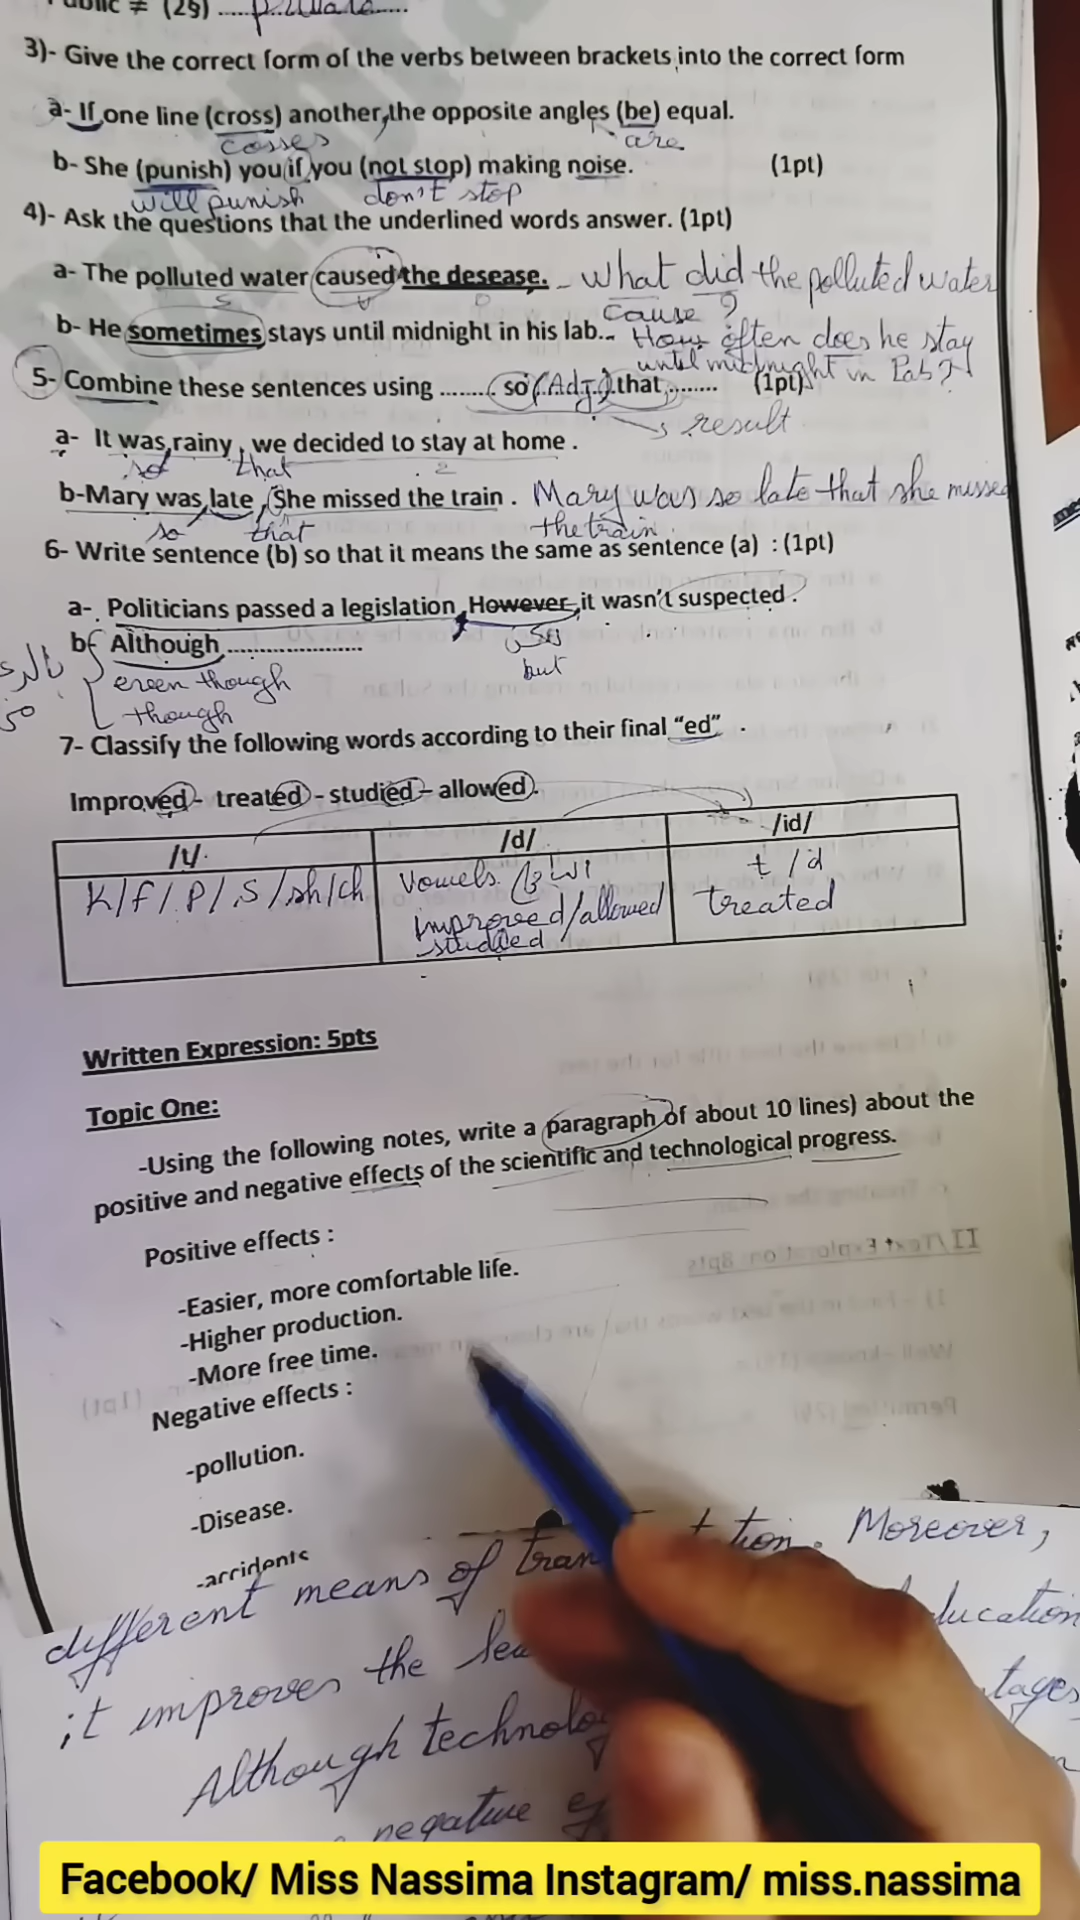 ≠ (2§) ..... private.....
3)- Give the correct form of the verbs between brackets into the correct form
a- If one line (cross) another, the opposite angles (be) equal.
cosses are
b- She (punish) you if you (not stop) making noise. (1pt)
will punish don't stop
4)- Ask the questions that the underlined words answer. (1pt)
a- The polluted water caused the desease. - What did the polluted water
S v
cause ?
b- He sometimes stays until midnight in his lab... How often does he stay
until midnight in Lab?
5- Combine these sentences using ........ so (Adj) that ........ (1pt)
result
a- It was rainy , we decided to stay at home .
so that 2
b-Mary was late , She missed the train . Mary was so late that she missed
so that the train.
6- Write sentence (b) so that it means the same as sentence (a) : (1pt)
a- Politicians passed a legislation, However, it wasn't suspected .
b- Although ......................
but
even though
though
7- Classify the following words according to their final "ed" .
Improved - treated - studied - allowed.
/t/ /d/ /id/
K/F/P/S/sh/ch vowels t /d
improved/allowed treated
studied
Written Expression: 5pts
Topic One:
-Using the following notes, write a paragraph of about 10 lines) about the
positive and negative effects of the scientific and technological progress.
Positive effects :
-Easier, more comfortable life.
-Higher production.
-More free time.
Negative effects :
-pollution.
-Disease.
-accidents
different means of Moreover,
it improves the
Although
negative
Facebook/ Miss Nassima Instagram/ miss.nassima